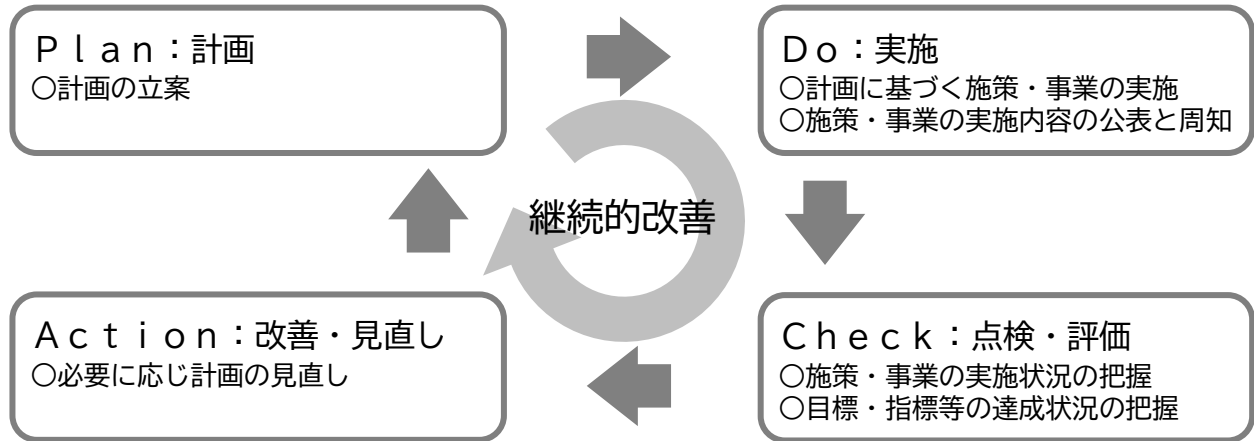 Ｐｌａｎ：計画
○計画の立案
Ｄｏ：実施
○計画に基づく施策・事業の実施
○施策・事業の実施内容の公表と周知
継続的改善
Ａｃｔｉｏｎ：改善・見直し
○必要に応じ計画の見直し
Ｃｈｅｃｋ：点検・評価
○施策・事業の実施状況の把握
○目標・指標等の達成状況の把握